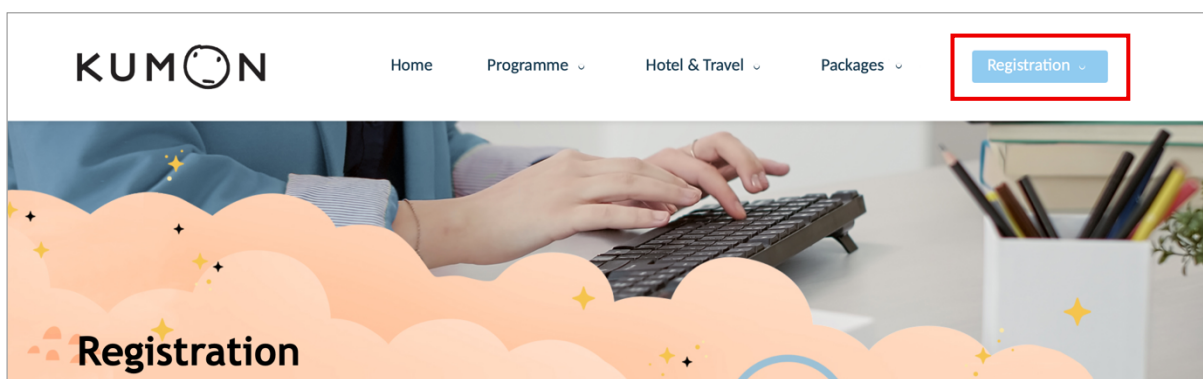 KUMON
Home Programme Hotel & Travel Packages Registration
Registration